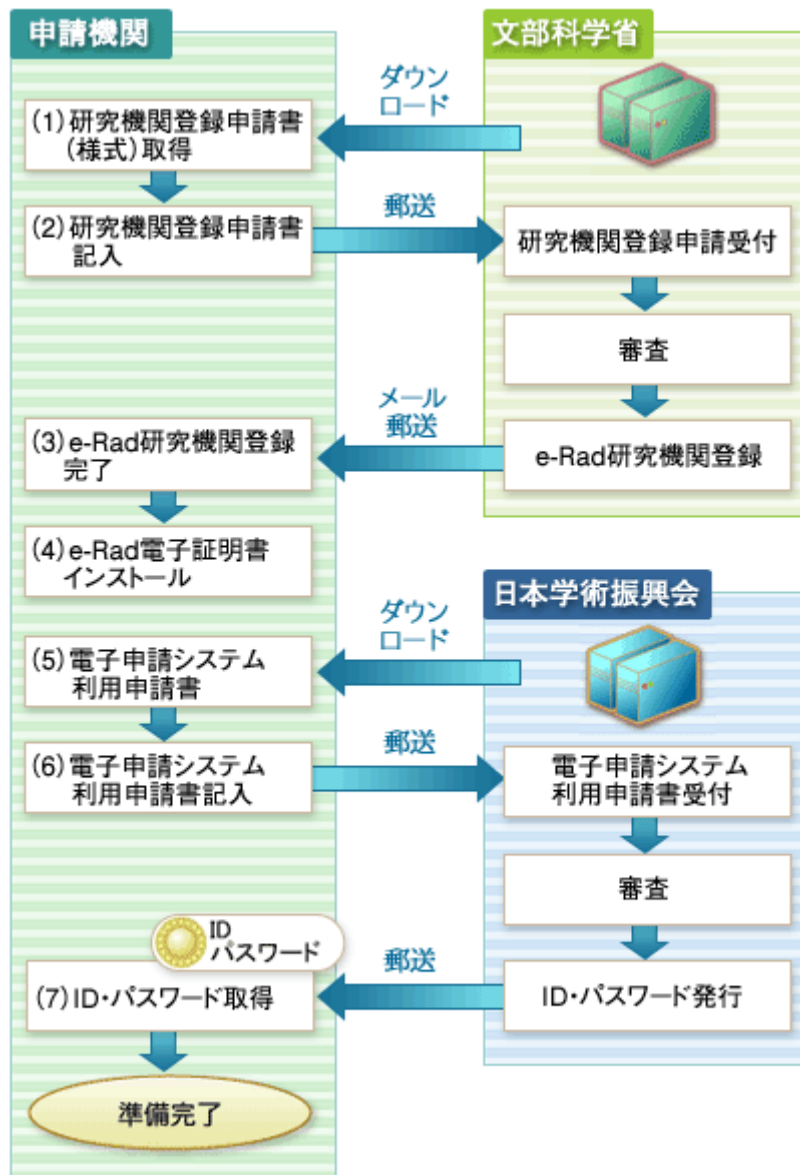 申請機関
文部科学省
ダウン
ロード
(1)研究機関登録申請書
(様式)取得
郵送
(2)研究機関登録申請書
記入
研究機関登録申請受付
審査
メール
郵送
(3)e-Rad研究機関登録
完了
e-Rad研究機関登録
(4)e-Rad電子証明書
インストール
日本学術振興会
ダウン
ロード
(5)電子申請システム
利用申請書
郵送
(6)電子申請システム
利用申請書記入
電子申請システム
利用申請書受付
審査
ID
パスワード
郵送
(7)ID・パスワード取得
ID・パスワード発行
準備完了